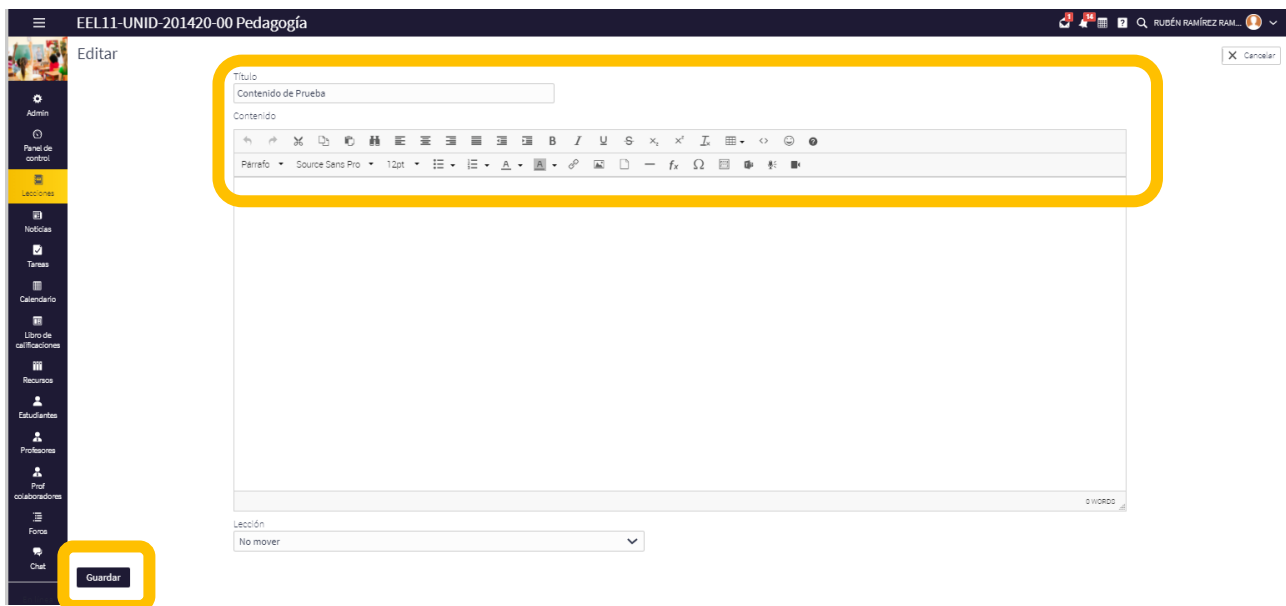 EEL11-UNID-201420-00 Pedagogía
1
14
RUBÉN RAMÍREZ RAM...
Editar
Cancelar
Título
Contenido de Prueba
Contenido
Párrafo
Source Sans Pro
12pt
0 WORDS
Lección
No mover
Admin
Panel de
control
Lecciones
Noticias
Tareas
Calendario
Libro de
calificaciones
Recursos
Estudiantes
Profesores
Prof
colaboradores
Foros
Chat
Guardar